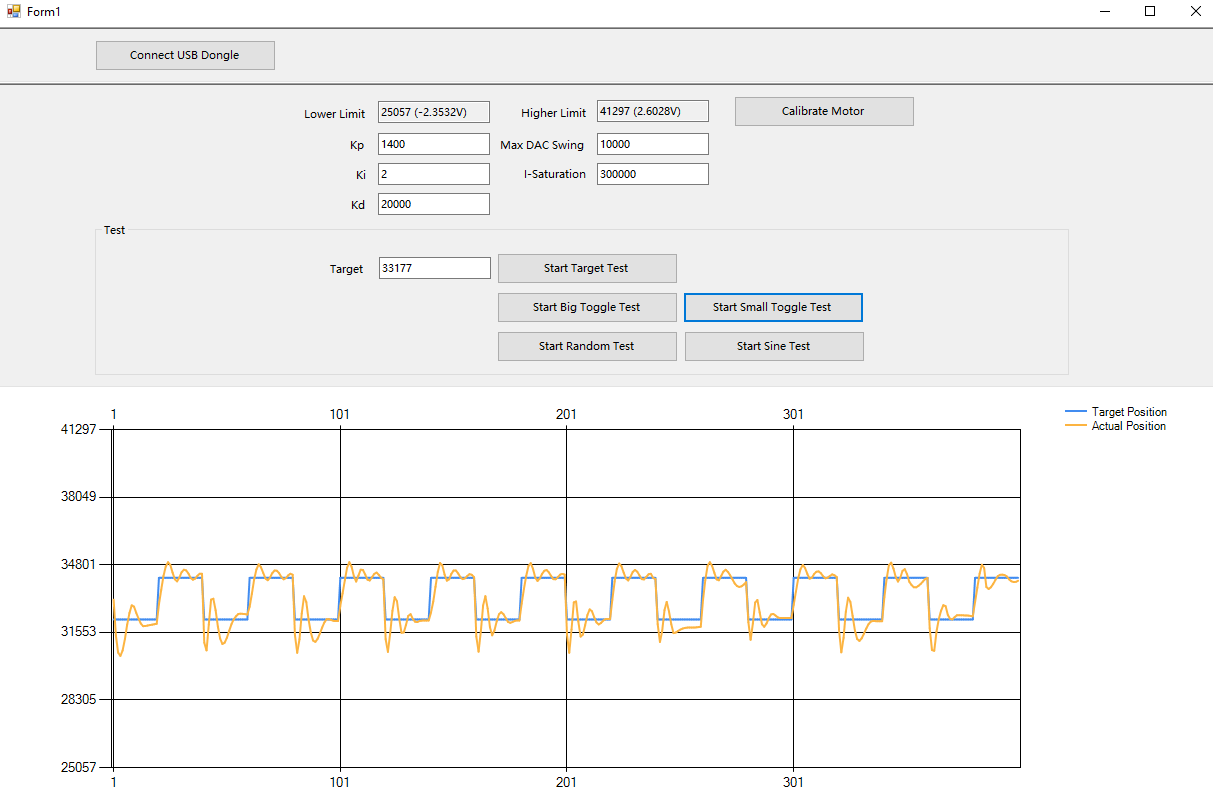 Form1
Connect USB Dongle
Lower Limit 25057 (-2.3532V) Higher Limit 41297 (2.6028V) Calibrate Motor
Kp 1400 Max DAC Swing 10000
Ki 2 I-Saturation 300000
Kd 20000
Test
Target 33177 Start Target Test
Start Big Toggle Test Start Small Toggle Test
Start Random Test Start Sine Test
1 101 201 301
Target Position
Actual Position
41297
38049
34801
31553
28305
25057
1 101 201 301